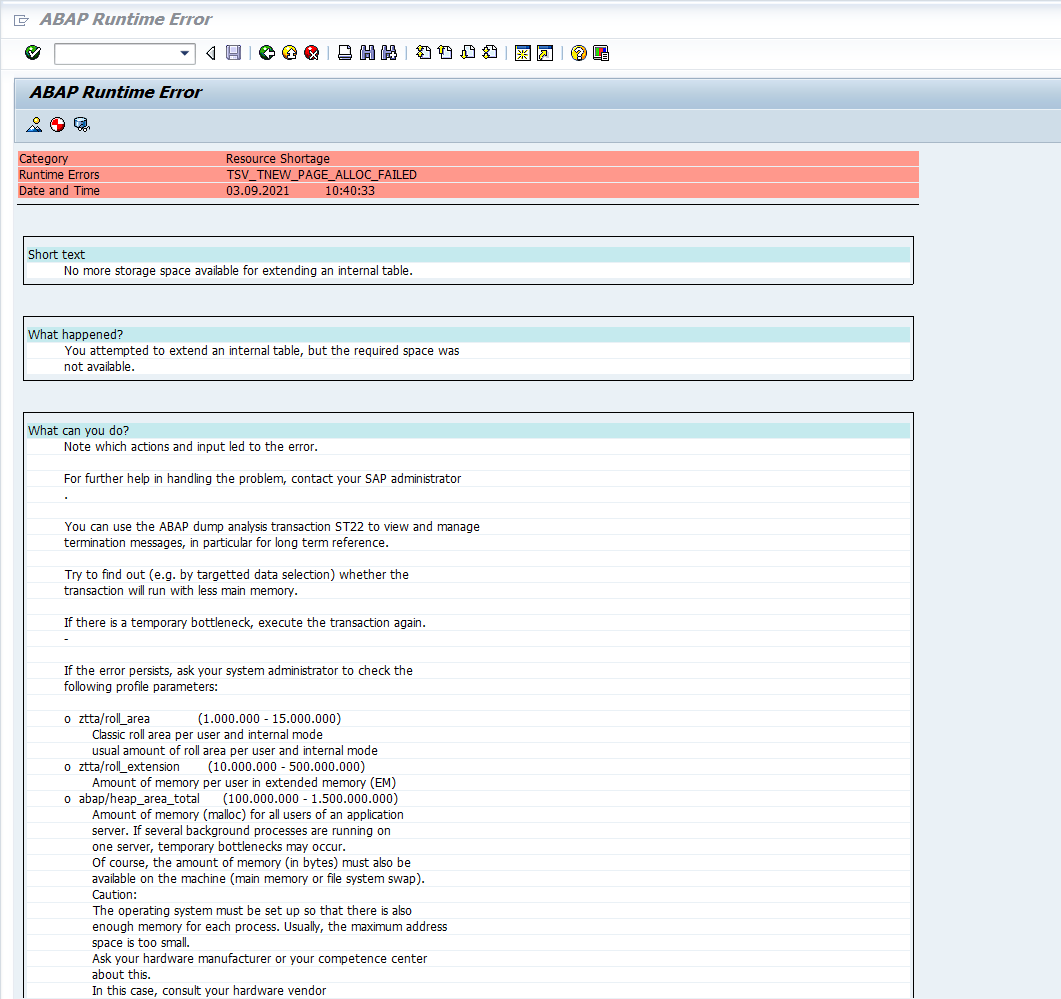 ABAP Runtime Error
ABAP Runtime Error
Category Resource Shortage
Runtime Errors TSV_TNEW_PAGE_ALLOC_FAILED
Date and Time 03.09.2021 10:40:33
Short text
No more storage space available for extending an internal table.
What happened?
You attempted to extend an internal table, but the required space was
not available.
What can you do?
Note which actions and input led to the error.
For further help in handling the problem, contact your SAP administrator
.
You can use the ABAP dump analysis transaction ST22 to view and manage
termination messages, in particular for long term reference.
Try to find out (e.g. by targetted data selection) whether the
transaction will run with less main memory.
If there is a temporary bottleneck, execute the transaction again.
-
If the error persists, ask your system administrator to check the
following profile parameters:
o ztta/roll_area (1.000.000 - 15.000.000)
Classic roll area per user and internal mode
usual amount of roll area per user and internal mode
o ztta/roll_extension (10.000.000 - 500.000.000)
Amount of memory per user in extended memory (EM)
o abap/heap_area_total (100.000.000 - 1.500.000.000)
Amount of memory (malloc) for all users of an application
server. If several background processes are running on
one server, temporary bottlenecks may occur.
Of course, the amount of memory (in bytes) must also be
available on the machine (main memory or file system swap).
Caution:
The operating system must be set up so that there is also
enough memory for each process. Usually, the maximum address
space is too small.
Ask your hardware manufacturer or your competence center
about this.
In this case, consult your hardware vendor